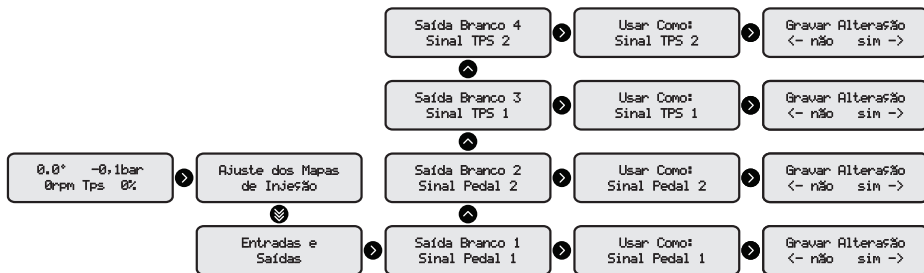 Saída Branco 4
Sinal TPS 2
Usar Como:
Sinal TPS 2
Gravar Alteração
<- não sim ->
Saída Branco 3
Sinal TPS 1
Usar Como:
Sinal TPS 1
Gravar Alteração
<- não sim ->
0.0° -0,1bar
0rpm Tps 0%
Ajuste dos Mapas
de Injeção
Saída Branco 2
Sinal Pedal 2
Usar Como:
Sinal Pedal 2
Gravar Alteração
<- não sim ->
Entradas e
Saídas
Saída Branco 1
Sinal Pedal 1
Usar Como:
Sinal Pedal 1
Gravar Alteração
<- não sim ->